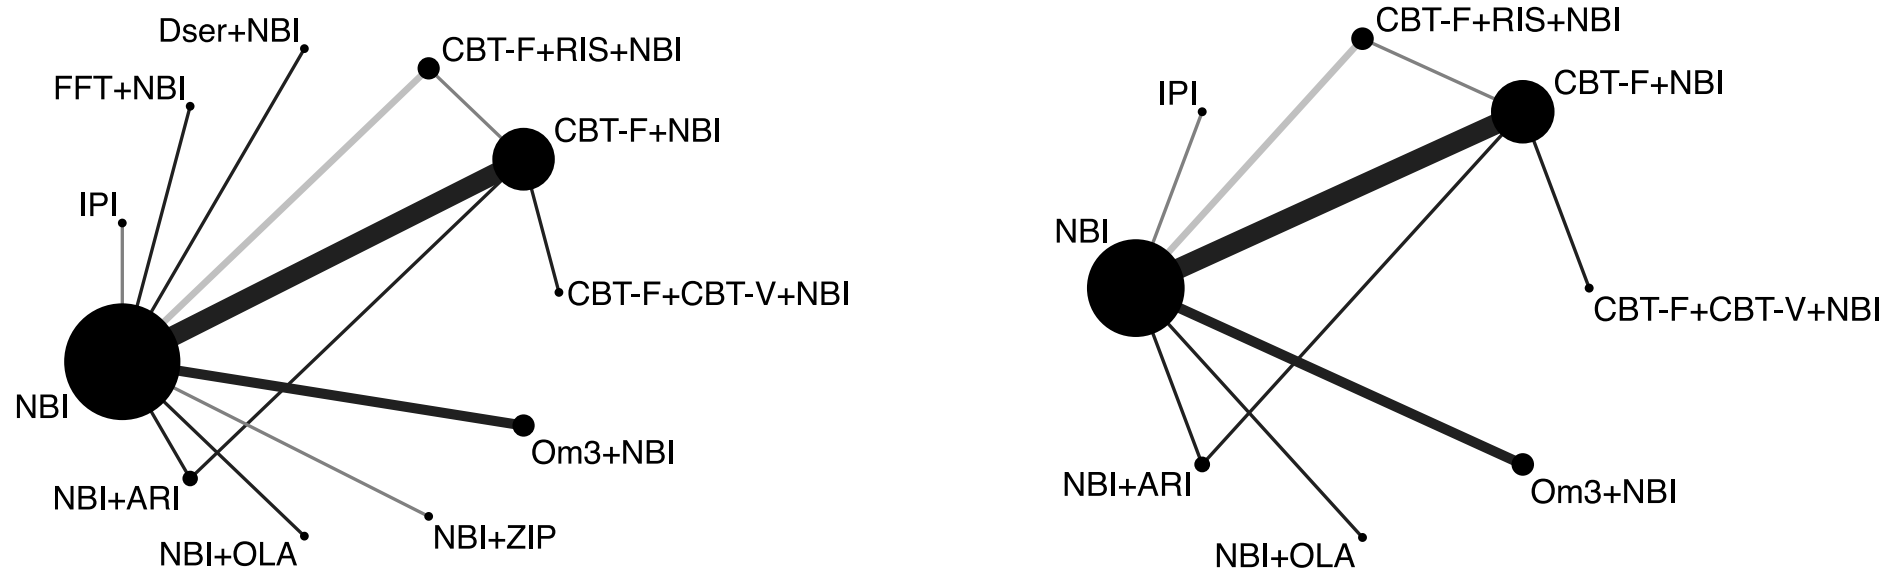 Dser+NBI
CBT-F+RIS+NBI
FFT+NBI
CBT-F+NBI
IPI
CBT-F+CBT-V+NBI
NBI
Om3+NBI
NBI+ARI
NBI+ZIP
NBI+OLA
CBT-F+RIS+NBI
CBT-F+NBI
IPI
NBI
CBT-F+CBT-V+NBI
NBI+ARI
Om3+NBI
NBI+OLA